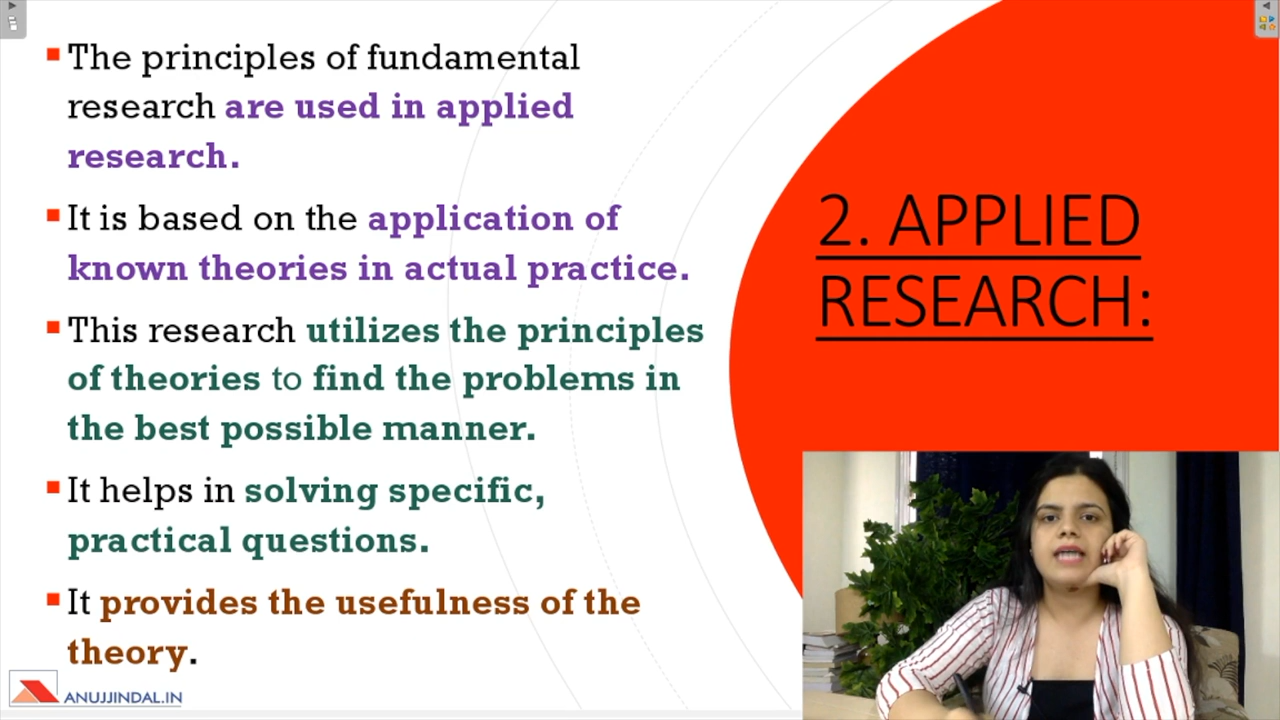 The principles of fundamental
research are used in applied
research.
It is based on the application of
known theories in actual practice.
This research utilizes the principles
of theories to find the problems in
the best possible manner.
It helps in solving specific,
practical questions.
It provides the usefulness of the
theory.
2. APPLIED
RESEARCH:
ANUJJINDAL.IN